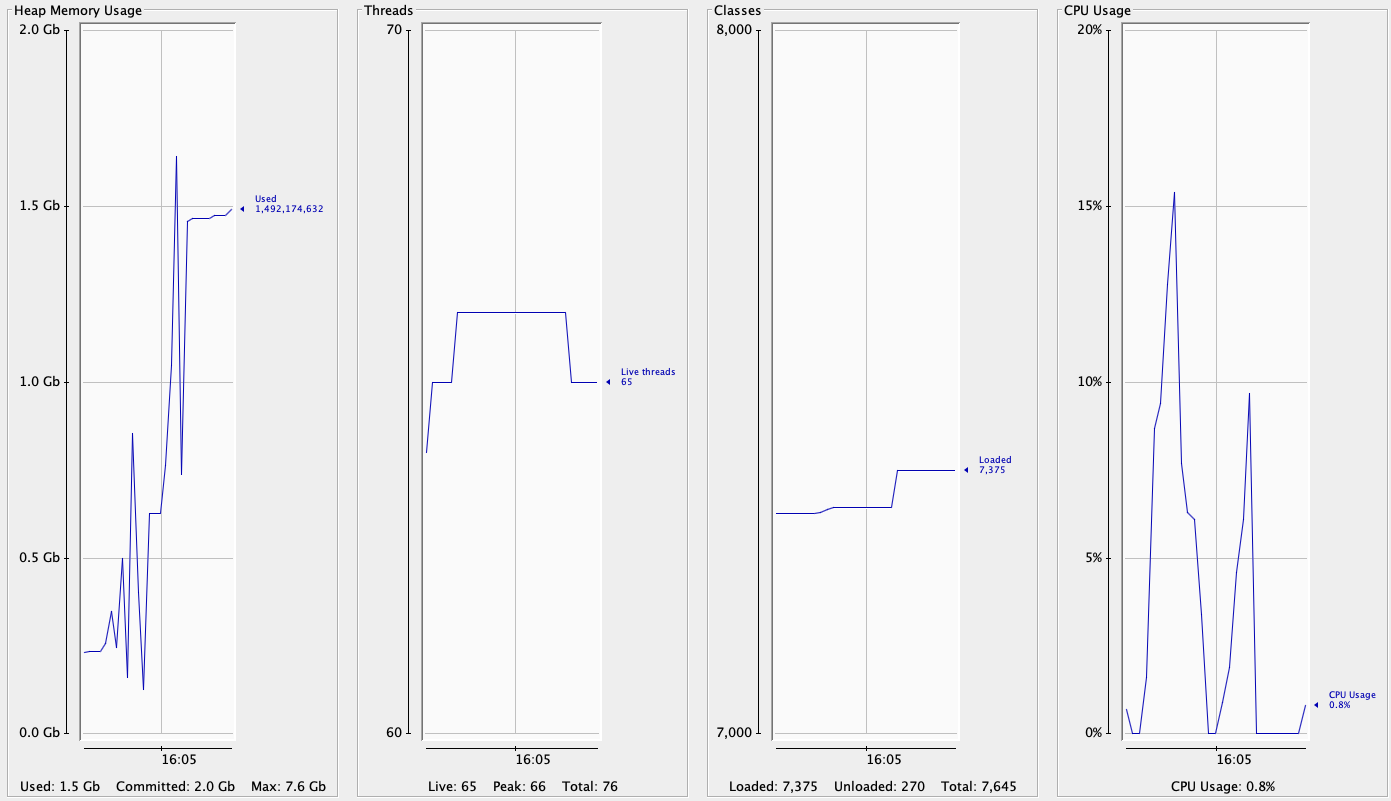 Heap Memory Usage
2.0 Gb
1.5 Gb
1.0 Gb
0.5 Gb
0.0 Gb
Used
1,492,174,632
16:05
Used: 1.5 Gb Committed: 2.0 Gb Max: 7.6 Gb
Threads
70
60
Live threads
65
16:05
Live: 65 Peak: 66 Total: 76
Classes
8,000
7,000
Loaded
7,375
16:05
Loaded: 7,375 Unloaded: 270 Total: 7,645
CPU Usage
20%
15%
10%
5%
0%
CPU Usage
0.8%
16:05
CPU Usage: 0.8%